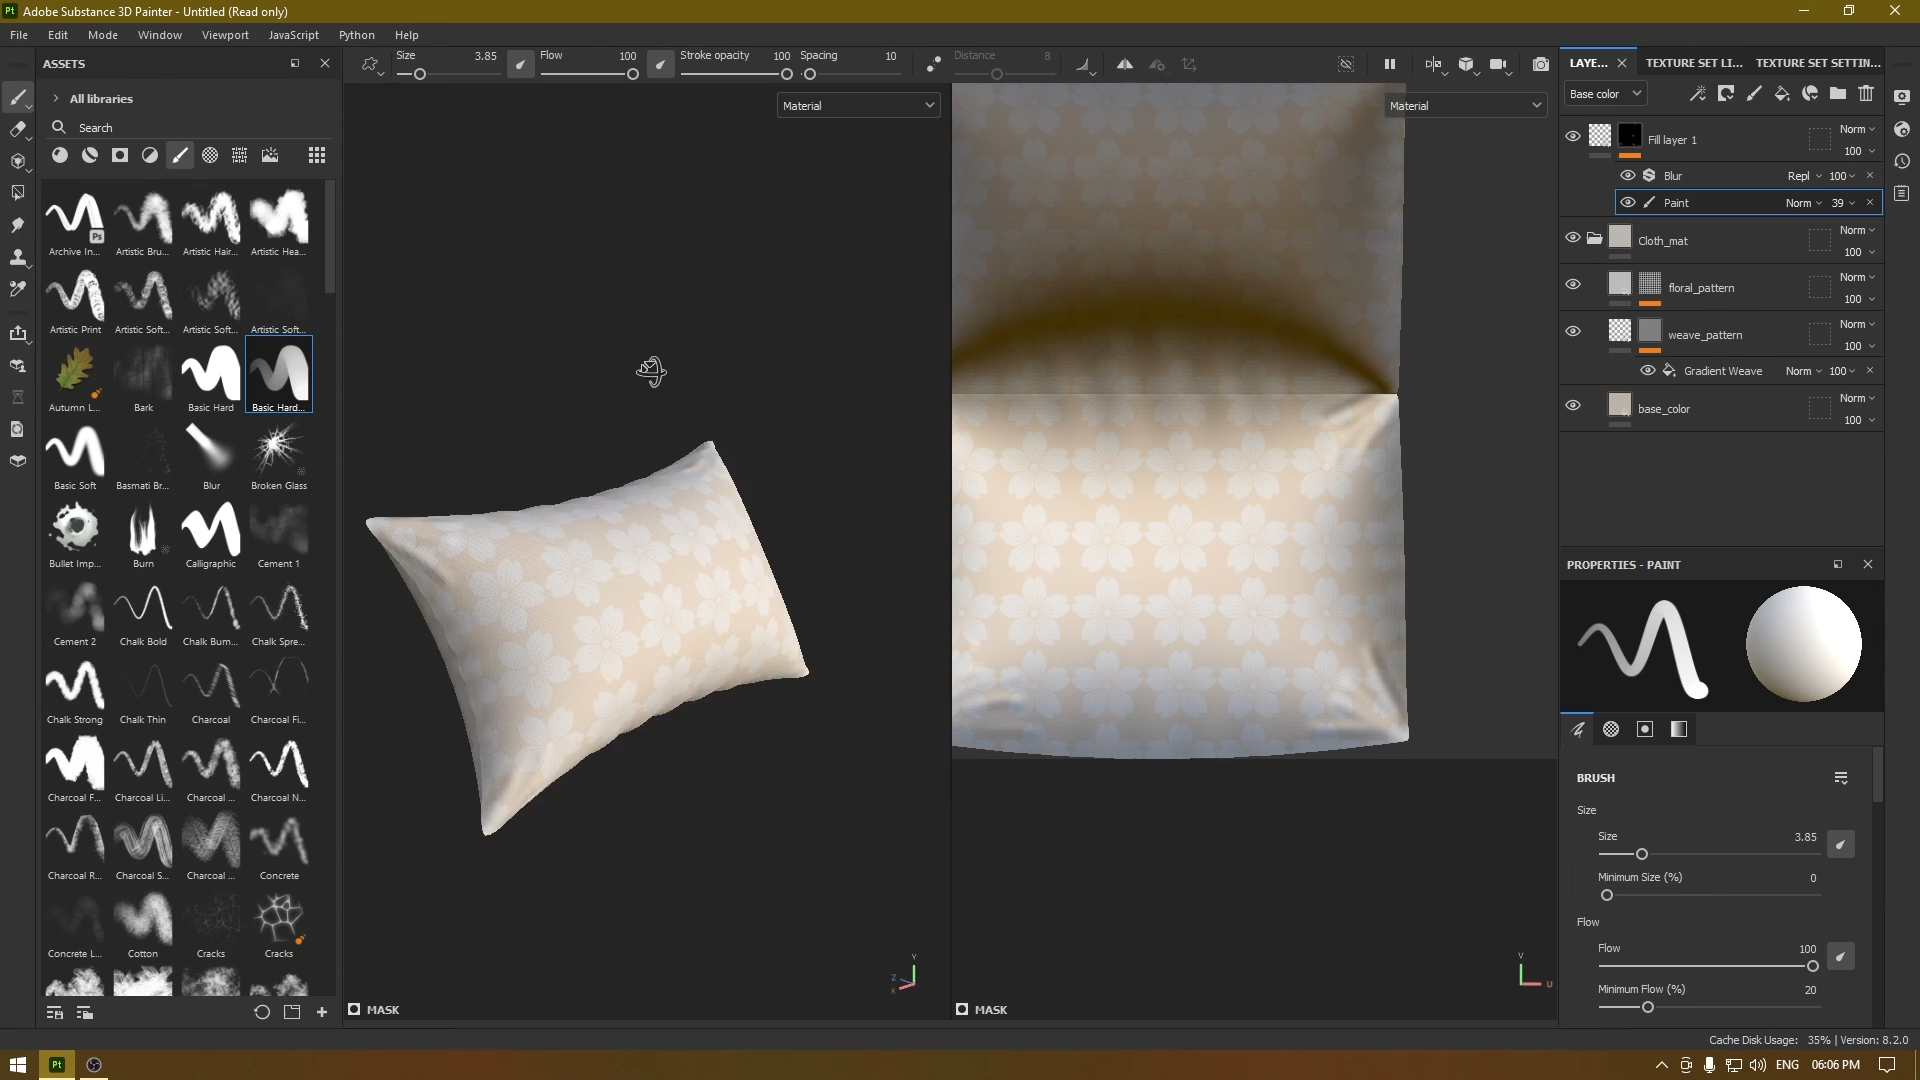 Adobe Substance 3D Painter - Untitled (Read only)
File Edit Mode Window Viewport JavaScript Python Help
ASSETS
All libraries
Search
Archive In...
Artistic Bru...
Artistic Hair...
Artistic Hea...
Artistic Print
Artistic Soft...
Artistic Soft...
Artistic Soft...
Autumn L...
Bark
Basic Hard
Basic Hard...
Basic Soft
Basmati Br...
Blur
Broken Glass
Bullet Imp...
Burn
Calligraphic
Cement 1
Cement 2
Chalk Bold
Chalk Bum...
Chalk Spre...
Chalk Strong
Chalk Thin
Charcoal
Charcoal Fi...
Charcoal F...
Charcoal Li...
Charcoal ...
Charcoal N...
Charcoal R...
Charcoal S...
Charcoal ...
Concrete
Concrete L...
Cotton
Cracks
Cracks
Size 3.85
Flow 100
Stroke opacity 100
Spacing 10
Distance 8
Material
Material
Y
Z
X
MASK
V
U
MASK
LAYE...
TEXTURE SET LI...
TEXTURE SET SETTIN...
Base color
Fill layer 1
Norm
100
Blur Repl 100
Paint Norm 39
Cloth_mat
Norm
100
floral_pattern
Norm
100
weave_pattern
Norm
100
Gradient Weave Norm 100
base_color
Norm
100
PROPERTIES - PAINT
BRUSH
Size
Size 3.85
Minimum Size (%) 0
Flow
Flow 100
Minimum Flow (%) 20
Cache Disk Usage: 35% | Version: 8.2.0
Pt
ENG 06:06 PM